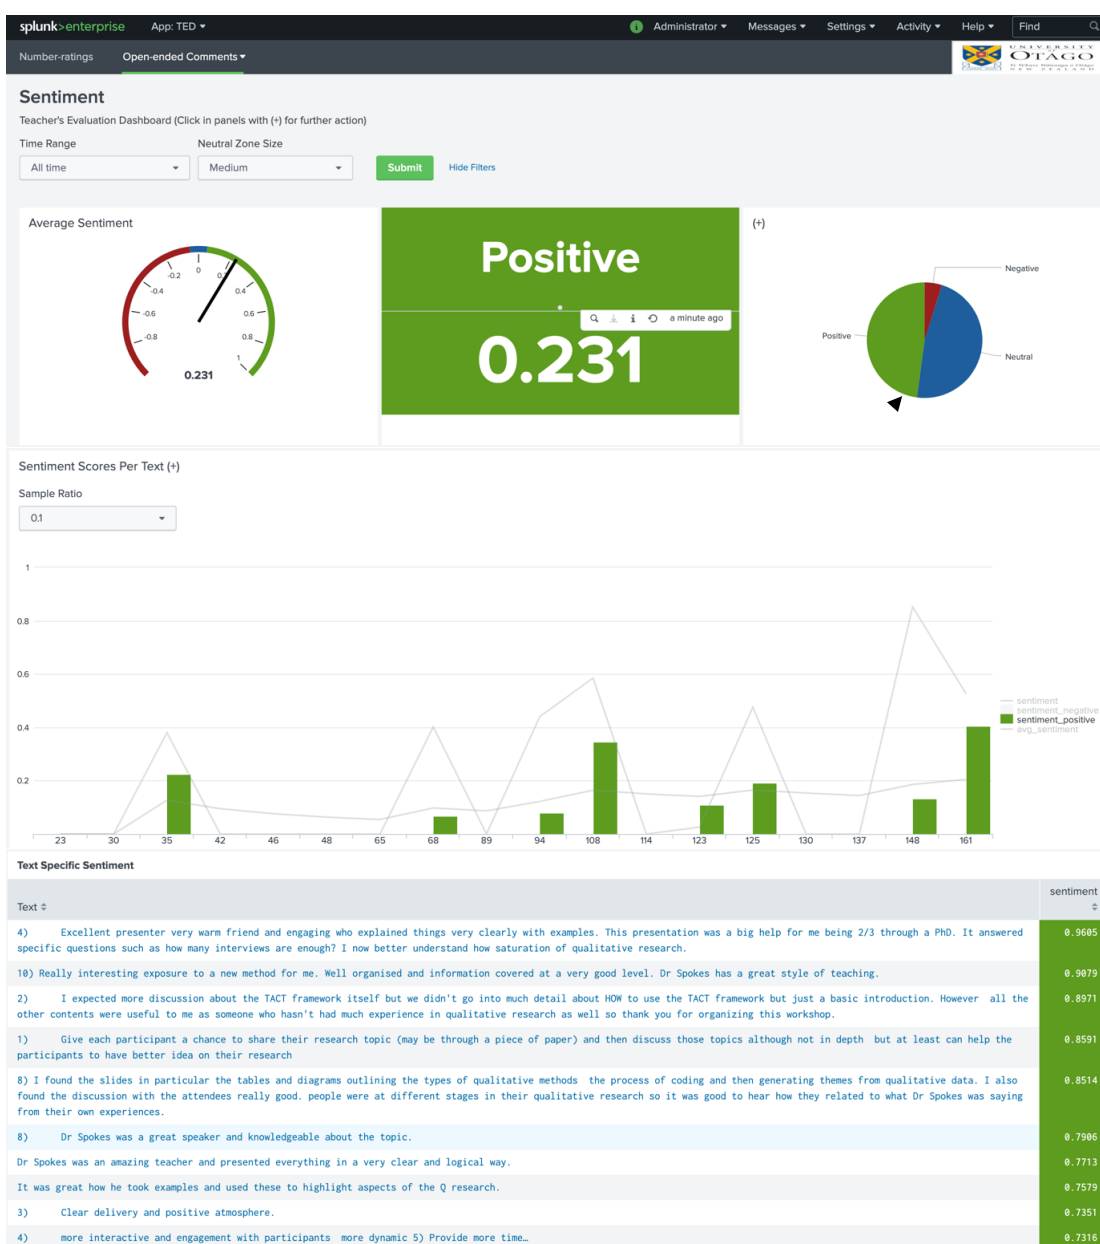 splunk>enterprise App: TED Administrator Messages Settings Activity Help Find
Number-ratings Open-ended Comments
UNIVERSITY
OF
OTAGO
Te Whare Wānanga o Otāgo
NEW ZEALAND
Sentiment
Teacher's Evaluation Dashboard (Click in panels with (+) for further action)
Time Range Neutral Zone Size
All time Medium Submit Hide Filters
Average Sentiment
-0.8
-0.6
-0.4
-0.2
0
0.4
0.6
0.8
1
0.231
Positive
a minute ago
0.231
(+)
Negative
Positive
Neutral
Sentiment Scores Per Text (+)
Sample Ratio
0.1
1
0.8
0.6
0.4
0.2
sentiment
sentiment_negative
sentiment_positive
avg_sentiment
23 30 35 42 46 48 65 68 89 94 108 114 123 125 130 137 148 161
Text Specific Sentiment
Text sentiment
4) Excellent presenter very warm friend and engaging who explained things very clearly with examples. This presentation was a big help for me being 2/3 through a PhD. It answered 0.9605
specific questions such as how many interviews are enough? I now better understand how saturation of qualitative research.
10) Really interesting exposure to a new method for me. Well organised and information covered at a very good level. Dr Spokes has a great style of teaching. 0.9079
2) I expected more discussion about the TACT framework itself but we didn't go into much detail about HOW to use the TACT framework but just a basic introduction. However all the 0.8971
other contents were useful to me as someone who hasn't had much experience in qualitative research as well so thank you for organizing this workshop.
1) Give each participant a chance to share their research topic (may be through a piece of paper) and then discuss those topics although not in depth but at least can help the 0.8591
participants to have better idea on their research
8) I found the slides in particular the tables and diagrams outlining the types of qualitative methods the process of coding and then generating themes from qualitative data. I also 0.8514
found the discussion with the attendees really good. people were at different stages in their qualitative research so it was good to hear how they related to what Dr Spokes was saying
from their own experiences.
8) Dr Spokes was a great speaker and knowledgeable about the topic. 0.7906
Dr Spokes was an amazing teacher and presented everything in a very clear and logical way. 0.7713
It was great how he took examples and used these to highlight aspects of the Q research. 0.7579
3) Clear delivery and positive atmosphere. 0.7351
4) more interactive and engagement with participants more dynamic 5) Provide more time… 0.7316